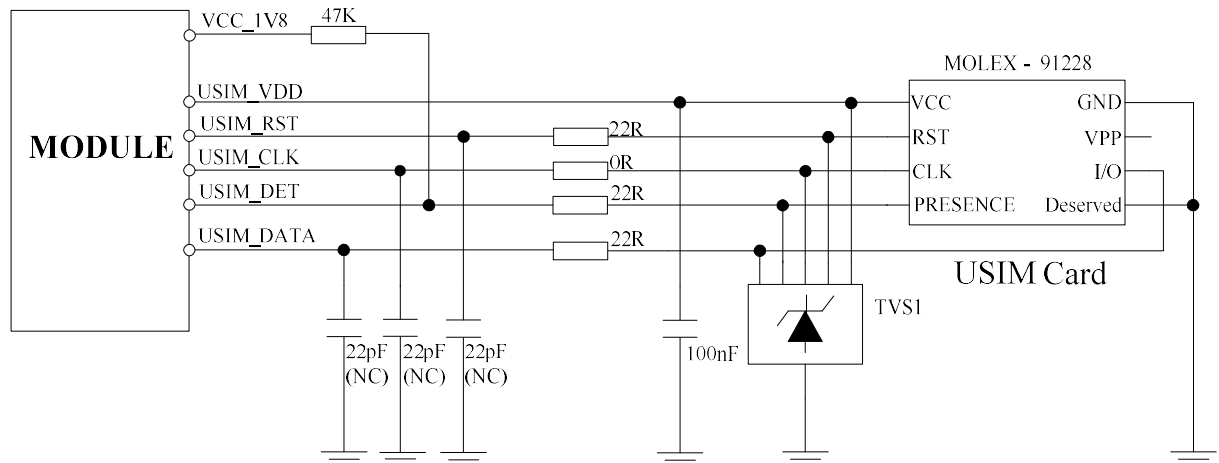 VCC_1V8
47K
USIM_VDD
USIM_RST
22R
USIM_CLK
0R
USIM_DET
22R
USIM_DATA
22R
MODULE
MOLEX - 91228
VCC
GND
RST
VPP
CLK
I/O
PRESENCE
Deserved
USIM Card
TVS1
22pF
(NC)
22pF
(NC)
22pF
(NC)
100nF